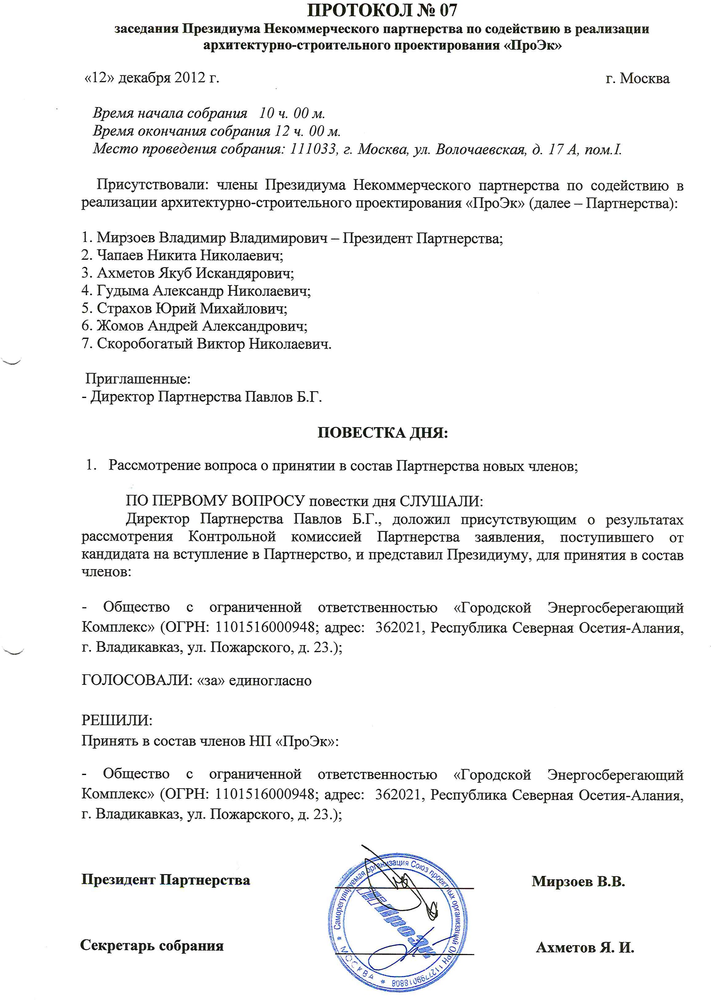 ПРОТОКОЛ № 07
заседания Президиума Некоммерческого партнерства по содействию в реализации
архитектурно-строительного проектирования «ПроЭк»
«12» декабря 2012 г. г. Москва
Время начала собрания 10 ч. 00 м.
Время окончания собрания 12 ч. 00 м.
Место проведения собрания: 111033, г. Москва, ул. Волочаевская, д. 17 А, пом.I.
Присутствовали: члены Президиума Некоммерческого партнерства по содействию в
реализации архитектурно-строительного проектирования «ПроЭк» (далее – Партнерства):
1. Мирзоев Владимир Владимирович – Президент Партнерства;
2. Чапаев Никита Николаевич;
3. Ахметов Якуб Искандярович;
4. Гудыма Александр Николаевич;
5. Страхов Юрий Михайлович;
6. Жомов Андрей Александрович;
7. Скоробогатый Виктор Николаевич.
Приглашенные:
- Директор Партнерства Павлов Б.Г.
ПОВЕСТКА ДНЯ:
1. Рассмотрение вопроса о принятии в состав Партнерства новых членов;
ПО ПЕРВОМУ ВОПРОСУ повестки дня СЛУШАЛИ:
Директор Партнерства Павлов Б.Г., доложил присутствующим о результатах
рассмотрения Контрольной комиссией Партнерства заявления, поступившего от
кандидата на вступление в Партнерство, и представил Президиуму, для принятия в состав
членов:
- Общество с ограниченной ответственностью «Городской Энергосберегающий
Комплекс» (ОГРН: 1101516000948; адрес: 362021, Республика Северная Осетия-Алания,
г. Владикавказ, ул. Пожарского, д. 23.);
ГОЛОСОВАЛИ: «за» единогласно
РЕШИЛИ:
Принять в состав членов НП «ПроЭк»:
- Общество с ограниченной ответственностью «Городской Энергосберегающий
Комплекс» (ОГРН: 1101516000948; адрес: 362021, Республика Северная Осетия-Алания,
г. Владикавказ, ул. Пожарского, д. 23.);
Президент Партнерства Мирзоев В.В.
Саморегулируемая организация Союз проектных организаций ОГРН 1127799018808
* МОСКВА *
ПроЭк
Секретарь собрания Ахметов Я. И.